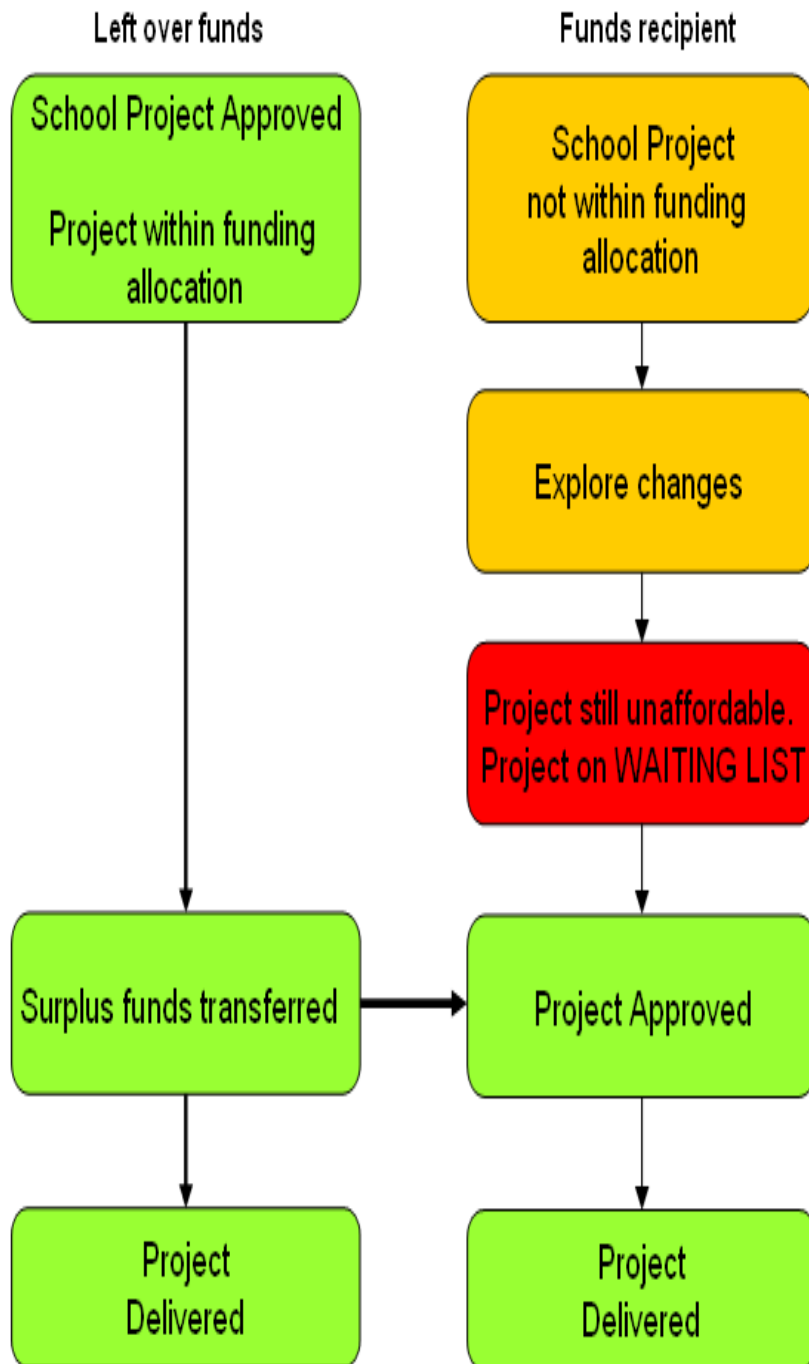 Left over funds
School Project Approved
Project within funding
allocation
Surplus funds transferred
Project
Delivered
Funds recipient
School Project
not within funding
allocation
Explore changes
Project still unaffordable.
Project on WAITING LIST
Project Approved
Project
Delivered